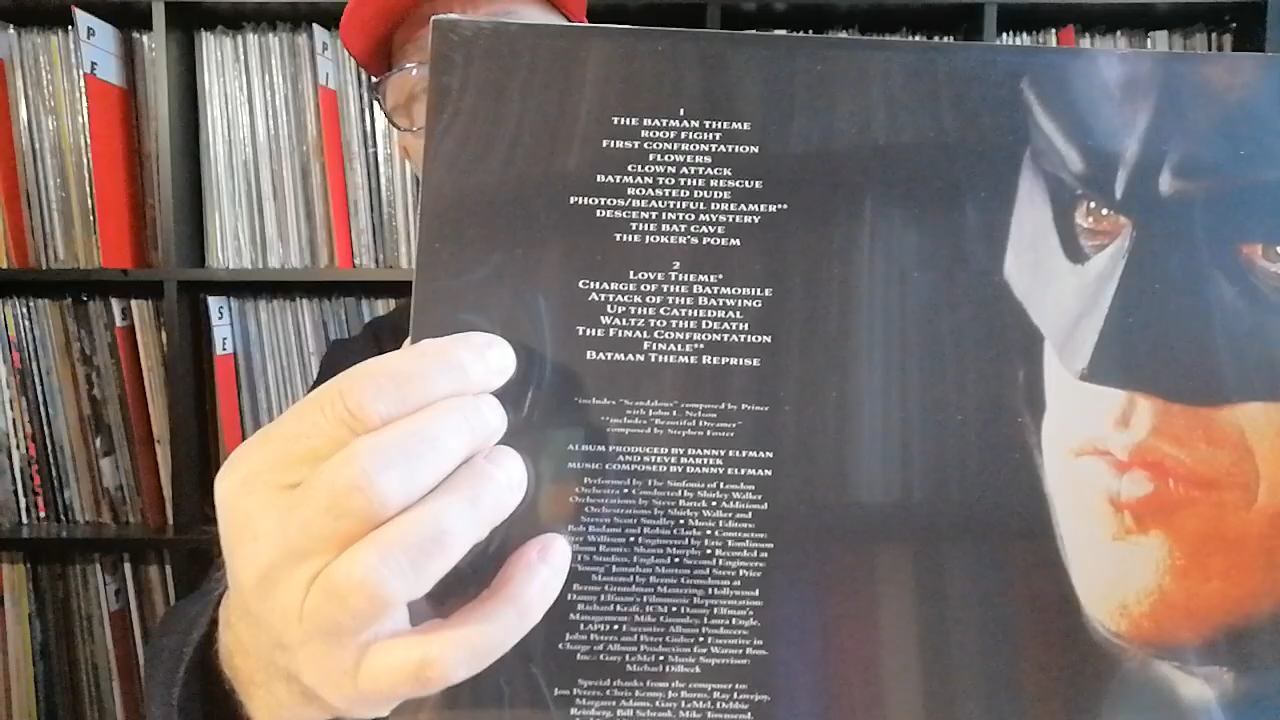 P
E
P
I
S
S
E
1
THE BATMAN THEME
ROOF FIGHT
FIRST CONFRONTATION
FLOWERS
CLOWN ATTACK
BATMAN TO THE RESCUE
ROASTED DUDE
PHOTOS/BEAUTIFUL DREAMER**
DESCENT INTO MYSTERY
THE BAT CAVE
THE JOKER'S POEM
2
LOVE THEME*
CHARGE OF THE BATMOBILE
ATTACK OF THE BATWING
UP THE CATHEDRAL
WALTZ TO THE DEATH
THE FINAL CONFRONTATION
FINALE**
BATMAN THEME REPRISE
*includes "Scandalous" composed by Prince
with John L. Nelson
**includes "Beautiful Dreamer"
composed by Stephen Foster
ALBUM PRODUCED BY DANNY ELFMAN
AND STEVE BARTEK
MUSIC COMPOSED BY DANNY ELFMAN
Performed by The Sinfonia of London
Orchestra • Conducted by Shirley Walker
Orchestrations by Steve Bartek • Additional
Orchestrations by Shirley Walker and
Steven Scott Smalley • Music Editors:
Bob Badami and Robin Clarke • Contractor:
Willison • Engineered by Eric Tomlinson
Remix: Shawn Murphy • Recorded at
Studios, England • Second Engineers:
"Young" Jonathan Morton and Steve Price
Mastered by Bernie Grundman at
Bernie Grundman Mastering, Hollywood
Danny Elfman's Filmmusic Representation:
Richard Kraft, ICM • Danny Elfman's
Management: Mike Gormley, Laura Engle,
LAPD • Executive Album Producers:
John Peters and Peter Guber • Executive in
Charge of Album Production for Warner Bros.
Inc.: Gary LeMel • Music Supervisor:
Michael Dilbeck
Special thanks from the composer to:
Jon Peters, Chris Kenny, Jo Burns, Ray Lovejoy,
Margaret Adams, Gary LeMel, Debbie
Reinberg, Bill Schrank, Mike Townsend,